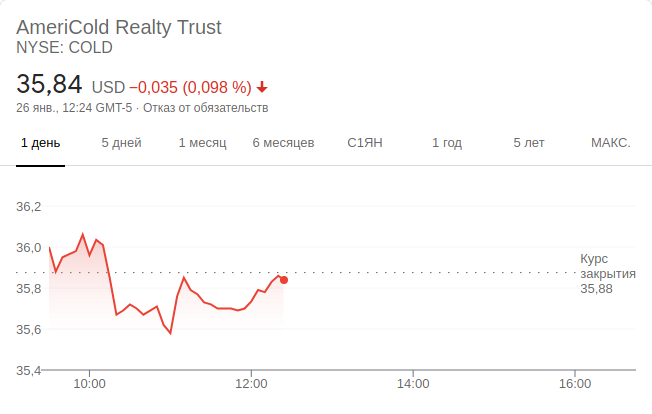 AmeriCold Realty Trust
NYSE: COLD
35,84 USD −0,035 (0,098 %)
26 янв., 12:24 GMT-5 · Отказ от обязательств
1 день 5 дней 1 месяц 6 месяцев С1ЯН 1 год 5 лет МАКС.
36,2
36,0
Курс
закрытия
35,88
35,8
35,6
35,4
10:00 12:00 14:00 16:00